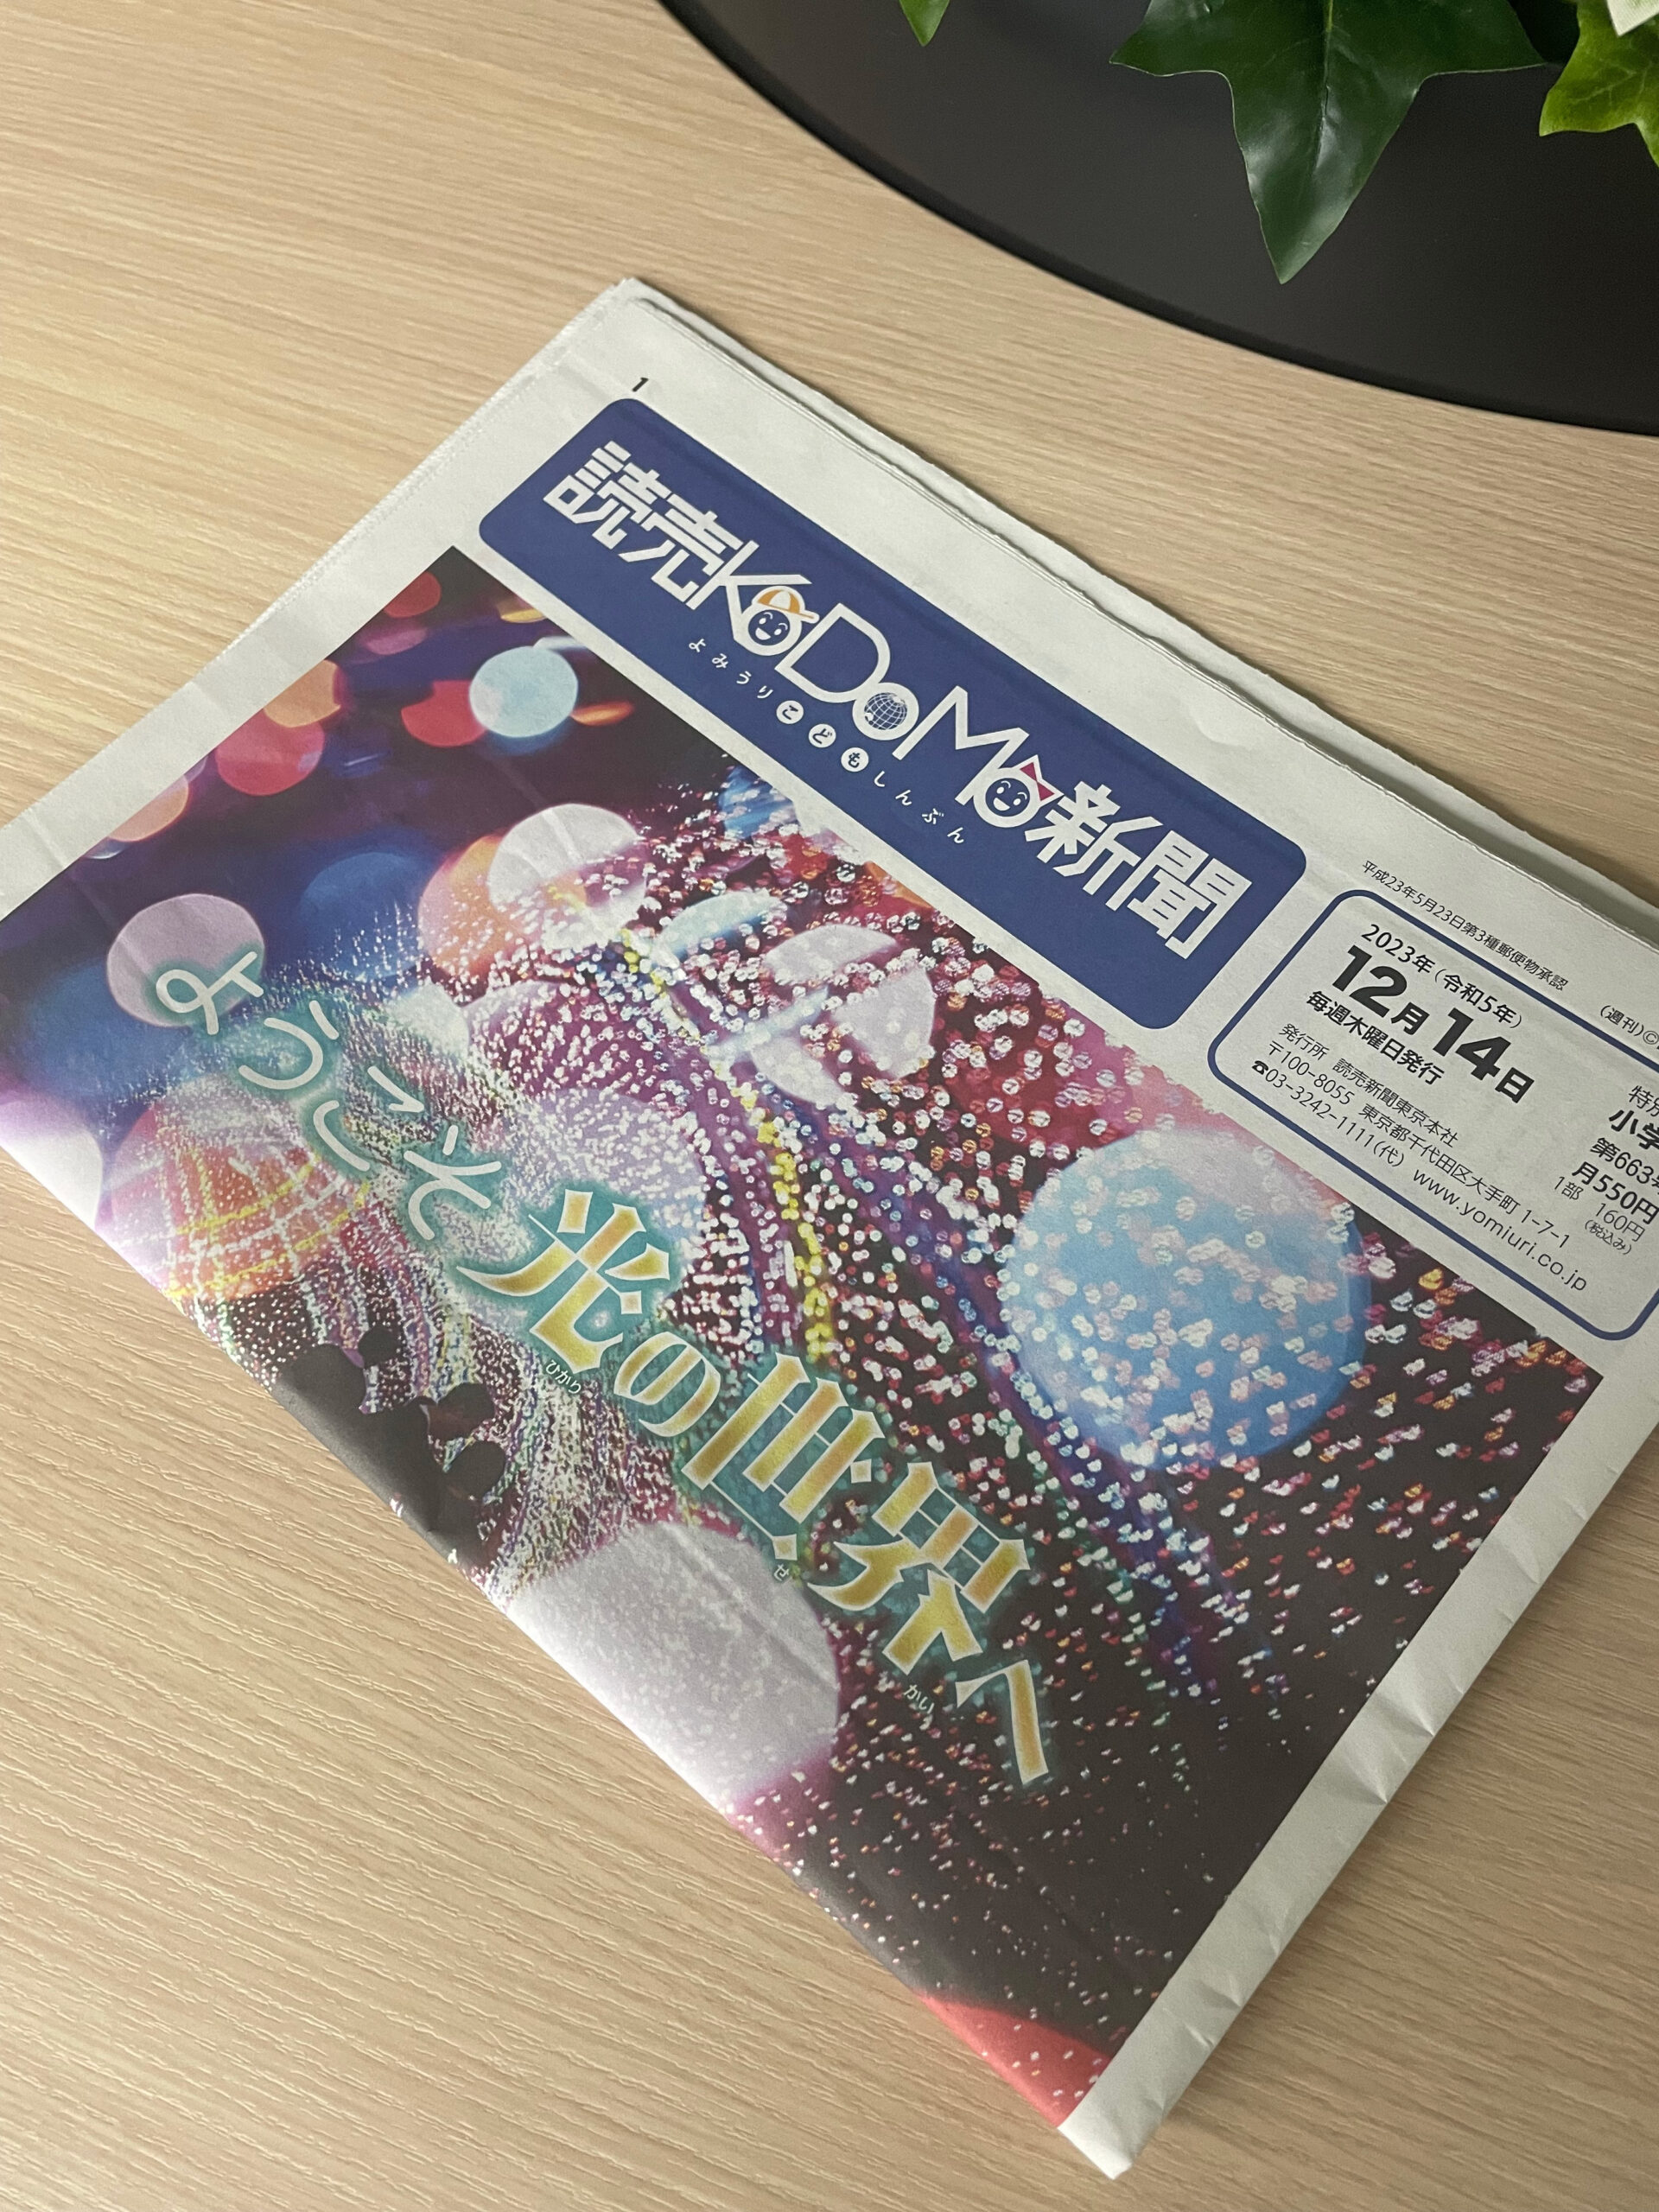 1
読売KoDoMo新聞
よみうりこどもしんぶん
平成23年5月23日第3種郵便物承認
(週刊)©
2023年(令和5年)
12月14日
毎週木曜日発行
発行所 読売新聞東京本社
〒100-8055 東京都千代田区大手町1-7-1
☎03-3242-1111(代) www.yomiuri.co.jp
小学
第663
月550円
1部 160円
(税込み)
ようこそ光の世界へ
ひかり
せ
かい